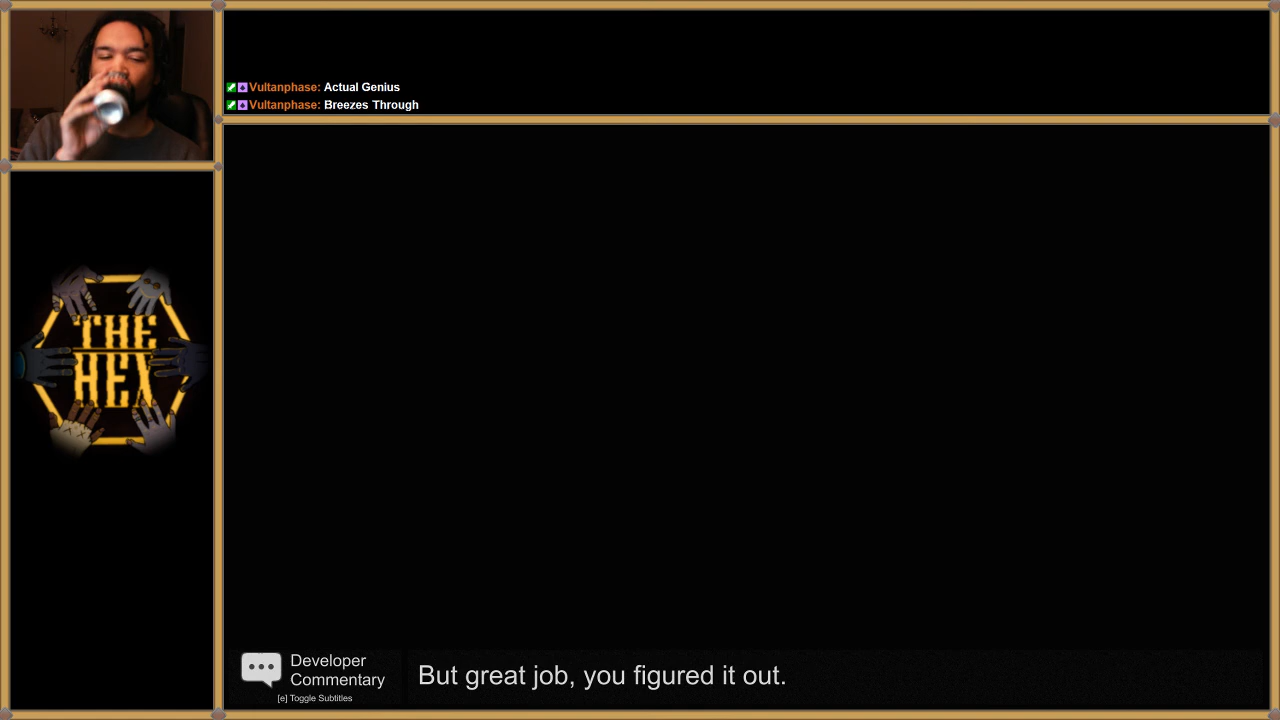 Vultanphase: Actual Genius
Vultanphase: Breezes Through
THE
HEX
Developer
Commentary
[e] Toggle Subtitles
But great job, you figured it out.